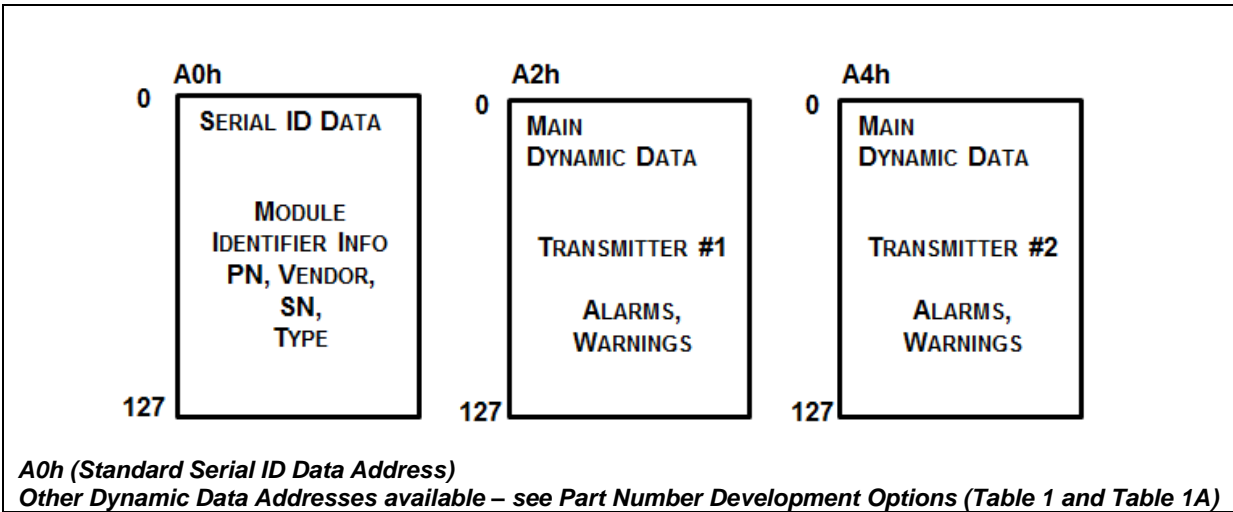 A0h
0
SERIAL ID DATA
MODULE
IDENTIFIER INFO
PN, VENDOR,
SN,
TYPE
127
A2h
0
MAIN
DYNAMIC DATA
TRANSMITTER #1
ALARMS,
WARNINGS
127
A4h
0
MAIN
DYNAMIC DATA
TRANSMITTER #2
ALARMS,
WARNINGS
127
A0h (Standard Serial ID Data Address)
Other Dynamic Data Addresses available – see Part Number Development Options (Table 1 and Table 1A)